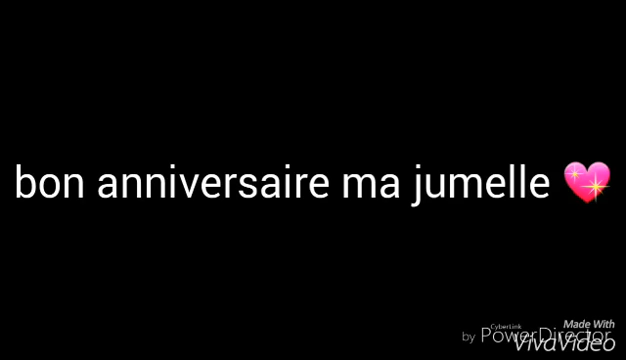 bon anniversaire ma jumelle 💖
CyberLink
by PowerDirector
Made With
VivaVideo